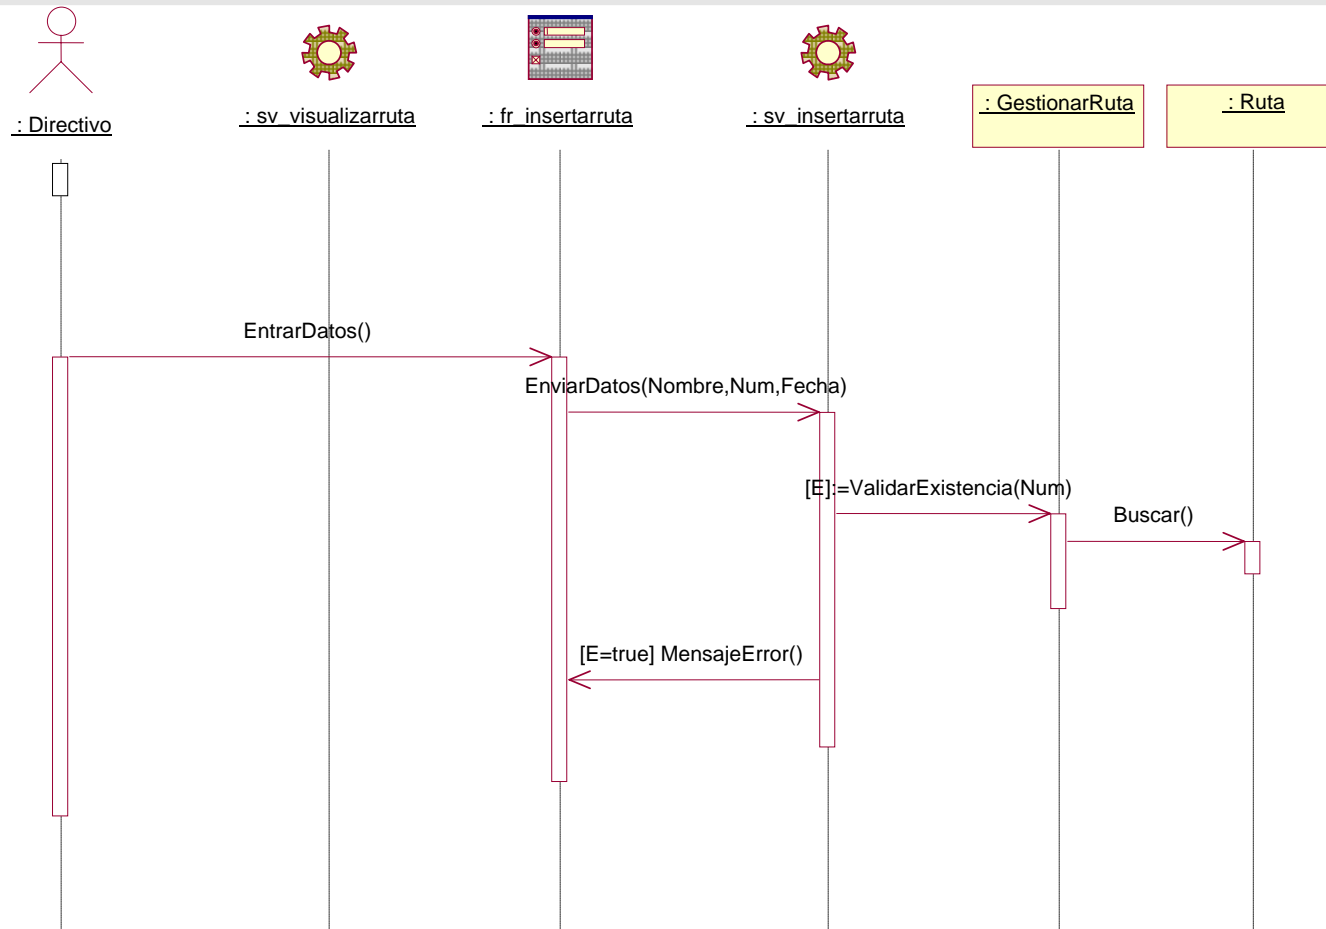 : Directivo
: sv_visualizarruta
: fr_insertarruta
: sv_insertarruta
: GestionarRuta
: Ruta
EntrarDatos()
EnviarDatos(Nombre,Num,Fecha)
[E]:=ValidarExistencia(Num)
Buscar()
[E=true] MensajeError()